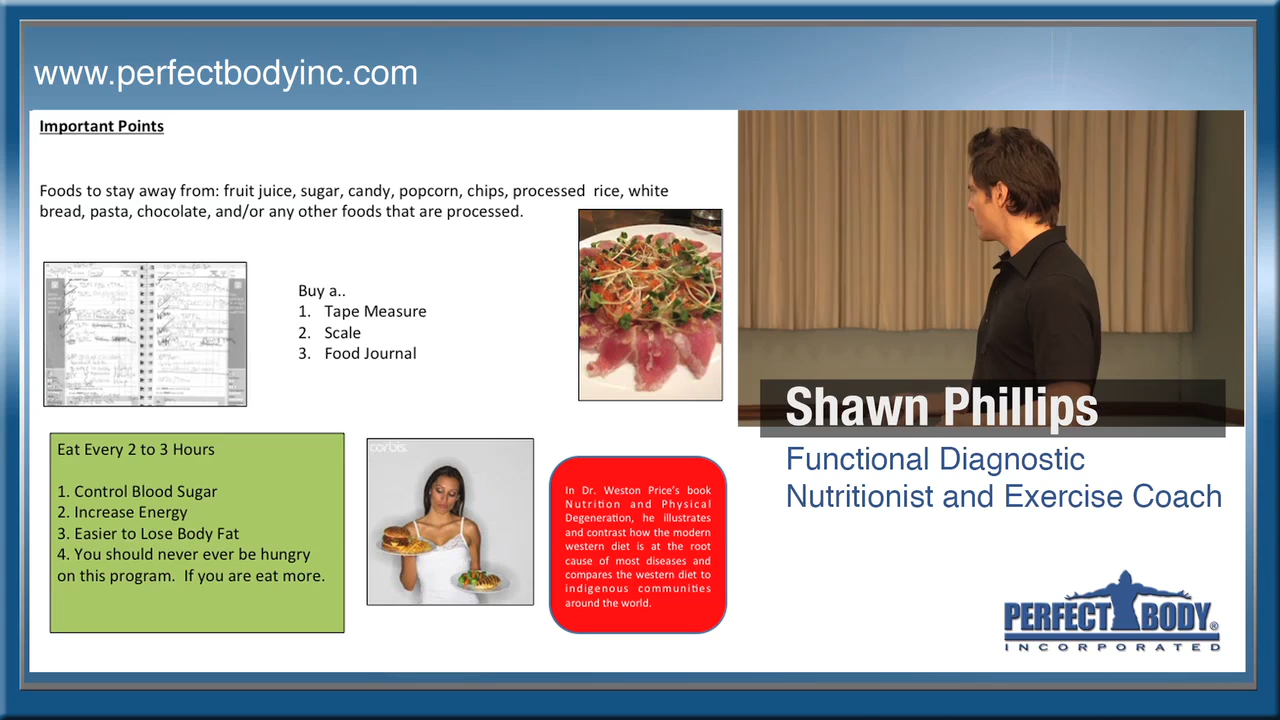 www.perfectbodyinc.com
Important Points
Foods to stay away from: fruit juice, sugar, candy, popcorn, chips, processed rice, white
bread, pasta, chocolate, and/or any other foods that are processed.
Buy a..
1. Tape Measure
2. Scale
3. Food Journal
Eat Every 2 to 3 Hours
1. Control Blood Sugar
2. Increase Energy
3. Easier to Lose Body Fat
4. You should never ever be hungry
on this program. If you are eat more.
corbis.
In Dr. Weston Price's book
Nutrition and Physical
Degeneration, he illustrates
and contrast how the modern
western diet is at the root
cause of most diseases and
compares the western diet to
indigenous communities
around the world.
Shawn Phillips
Functional Diagnostic
Nutritionist and Exercise Coach
PERFECT BODY®
INCORPORATED